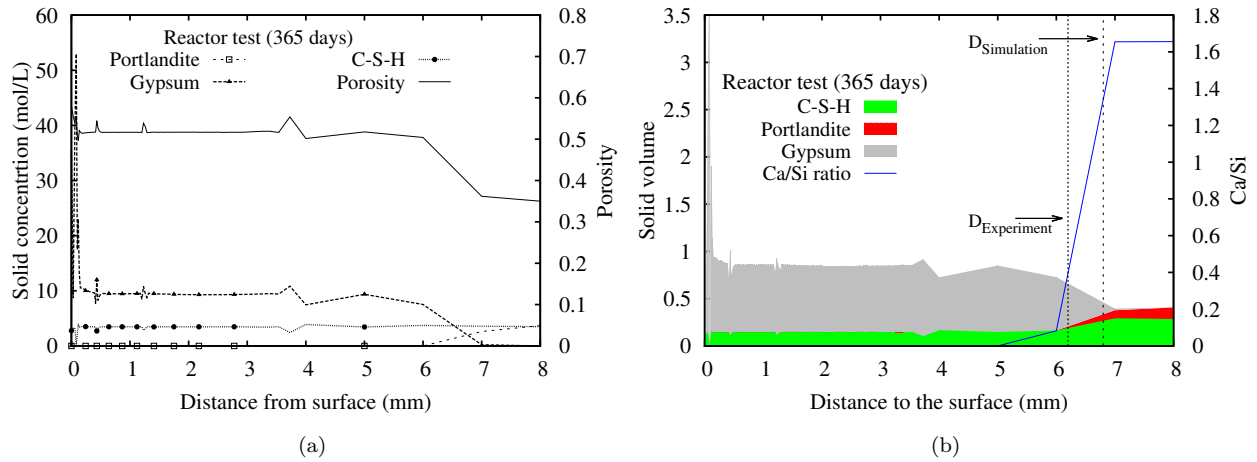 Reactor test (365 days)
Portlandite
C-S-H
Gypsum
Porosity
Solid concentrtion (mol/L)
60
50
40
30
20
10
0
0.8
0.7
0.6
0.5
0.4
0.3
0.2
0.1
0
Porosity
0 1 2 3 4 5 6 7 8
Distance from surface (mm)
(a)
Reactor test (365 days)
C-S-H
Portlandite
Gypsum
Ca/Si ratio
D_Simulation
D_Experiment
Solid volume
3.5
3
2.5
2
1.5
1
0.5
0
1.8
1.6
1.4
1.2
1
0.8
0.6
0.4
0.2
0
Ca/Si
0 1 2 3 4 5 6 7 8
Distance to the surface (mm)
(b)